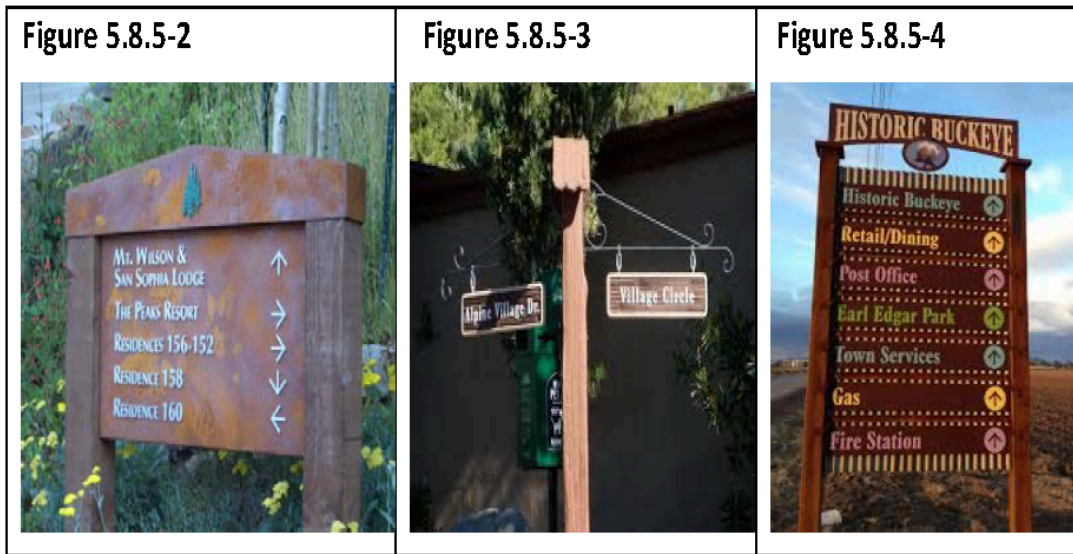 Figure 5.8.5-2
Figure 5.8.5-3
Figure 5.8.5-4
MT. WILSON &
SAN SOPHIA LODGE
THE PEAKS RESORT
RESIDENCES 156-152
RESIDENCE 158
RESIDENCE 160
Alpine Village Dr.
Village Circle
HISTORIC BUCKEYE
Historic Buckeye
Retail/Dining
Post Office
Earl Edgar Park
Town Services
Gas
Fire Station